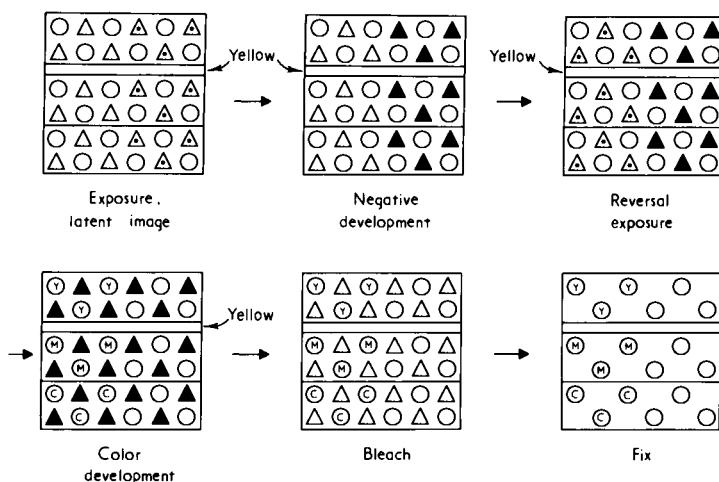 Yellow
Exposure,
latent image
Negative
development
Yellow
Reversal
exposure
Y Y
Y
Yellow
M M
M
C C
C
Color
development
Y Y
Y
M M
M
C C
C
Bleach
Y Y
Y
M M
M
C C
C
Fix